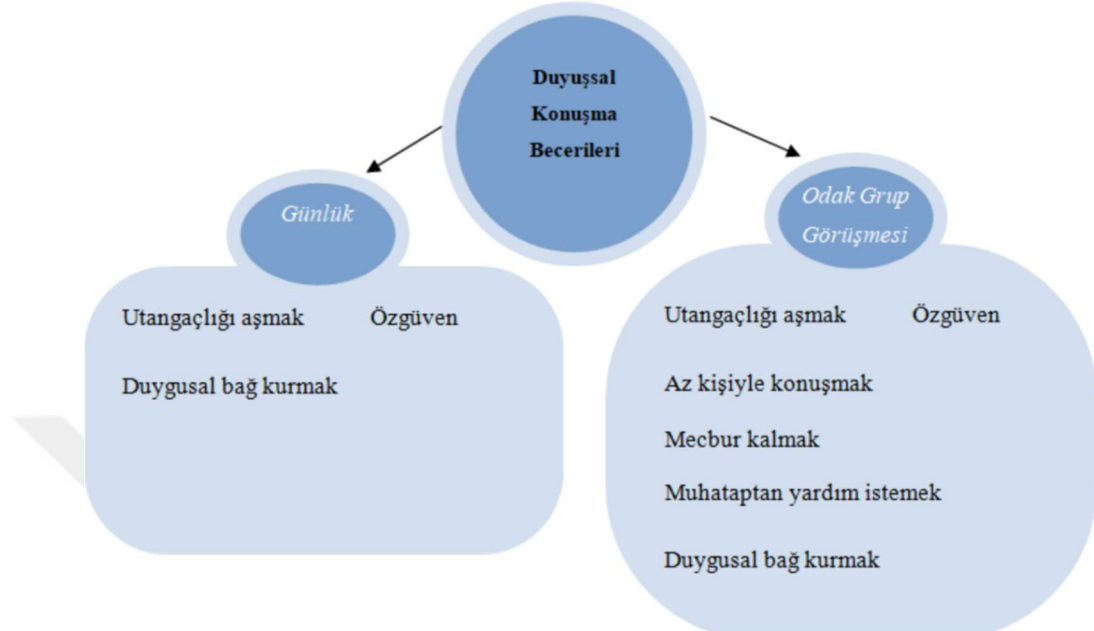 Duyuşsal
Konuşma
Becerileri
Günlük
Utangaçlığı aşmak Özgüven
Duygusal bağ kurmak
Odak Grup
Görüşmesi
Utangaçlığı aşmak Özgüven
Az kişiyle konuşmak
Mecbur kalmak
Muhataptan yardım istemek
Duygusal bağ kurmak